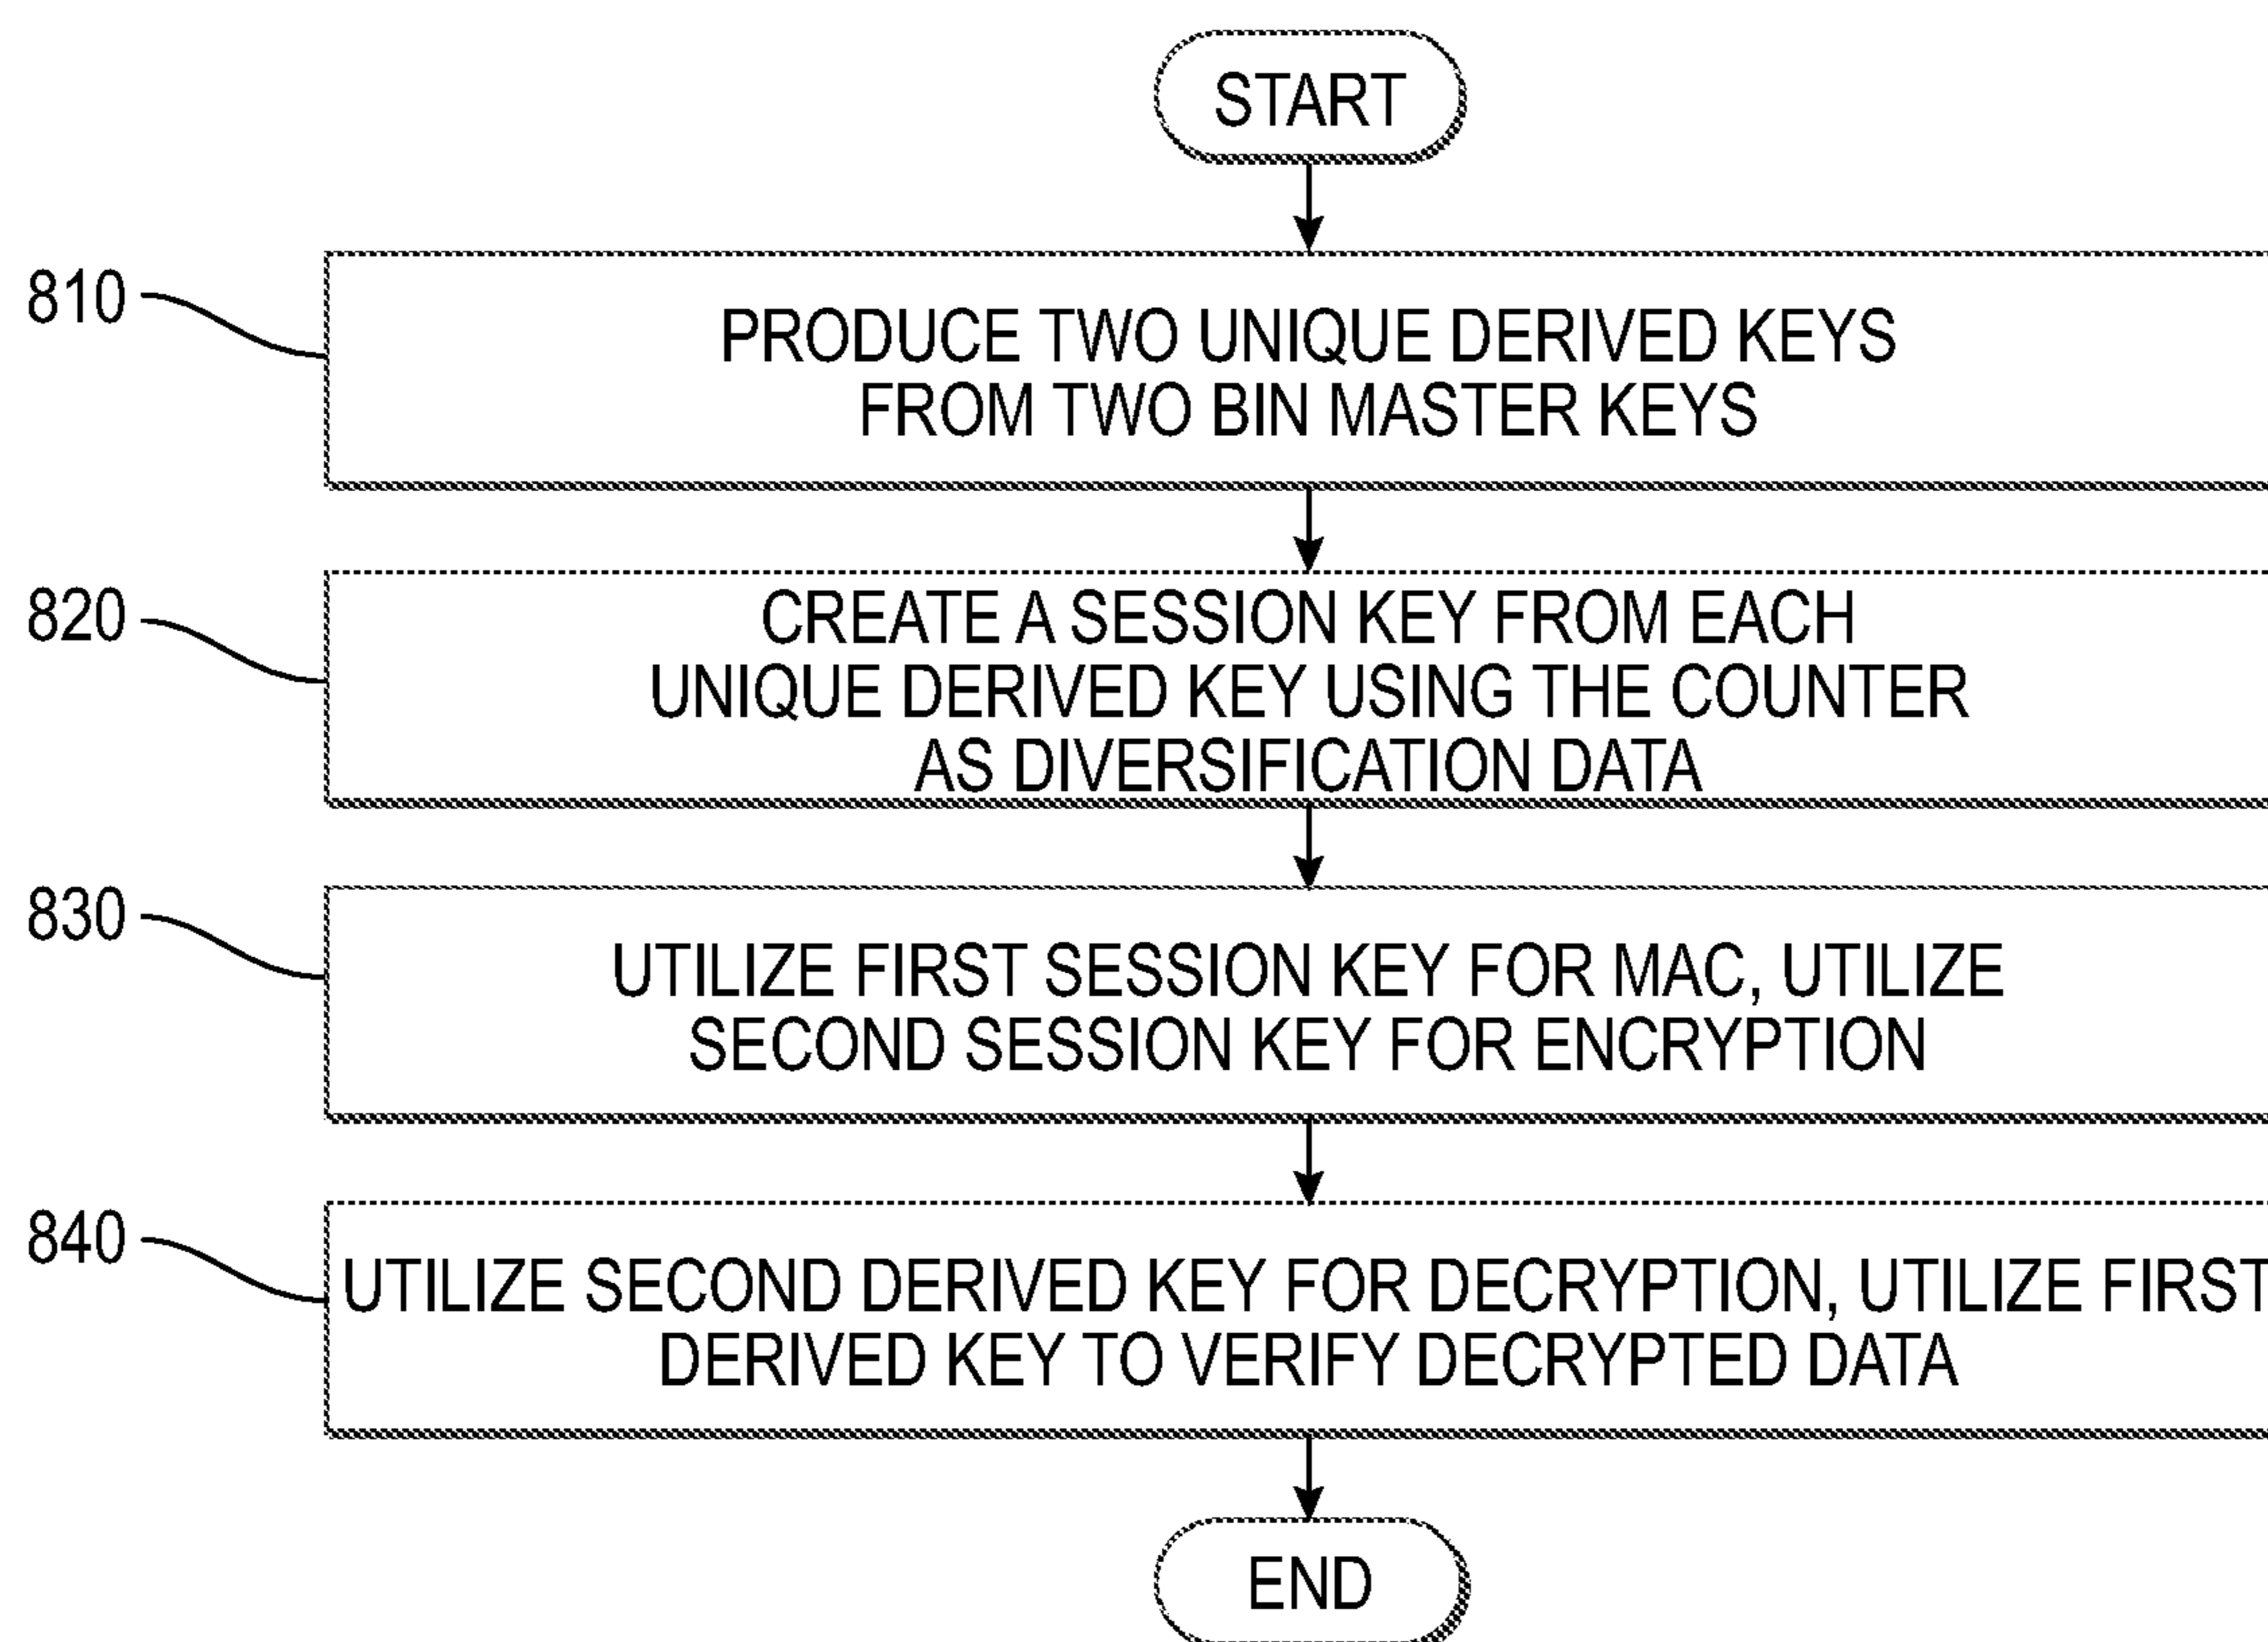 START
810
PRODUCE TWO UNIQUE DERIVED KEYS
FROM TWO BIN MASTER KEYS
820
CREATE A SESSION KEY FROM EACH
UNIQUE DERIVED KEY USING THE COUNTER
AS DIVERSIFICATION DATA
830
UTILIZE FIRST SESSION KEY FOR MAC, UTILIZE
SECOND SESSION KEY FOR ENCRYPTION
840
UTILIZE SECOND DERIVED KEY FOR DECRYPTION, UTILIZE FIRST
DERIVED KEY TO VERIFY DECRYPTED DATA
END